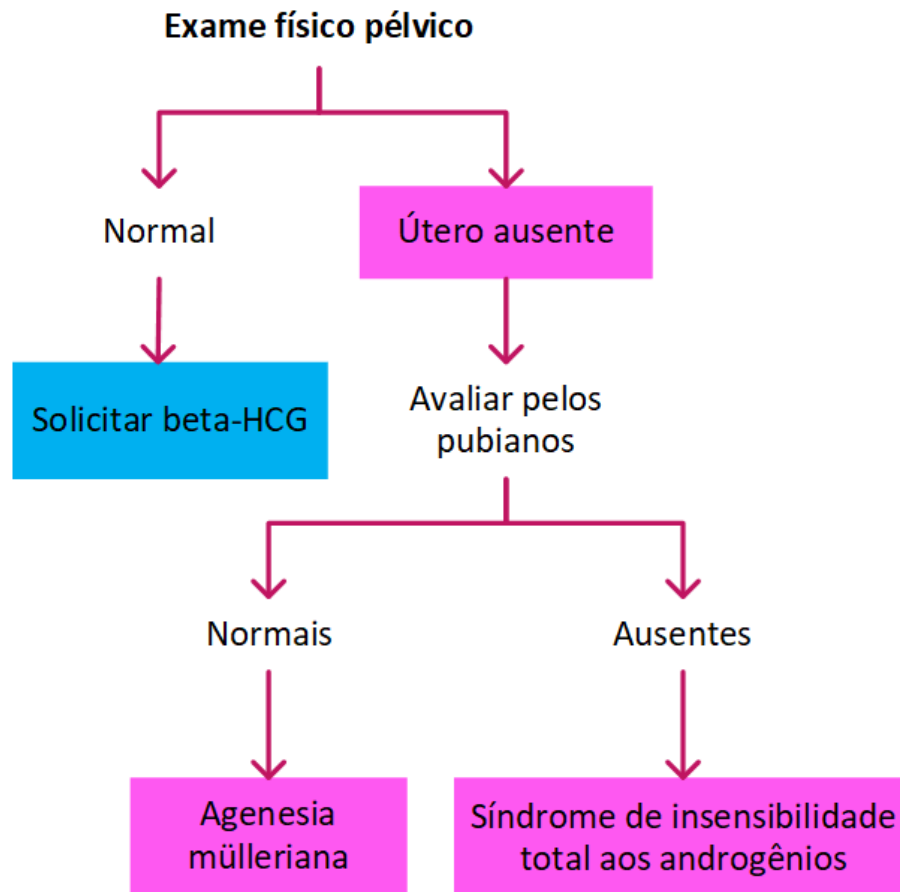 Exame físico pélvico
Normal
Útero ausente
Solicitar beta-HCG
Avaliar pelos
pubianos
Normais
Ausentes
Agenesia
mülleriana
Síndrome de insensibilidade
total aos androgênios